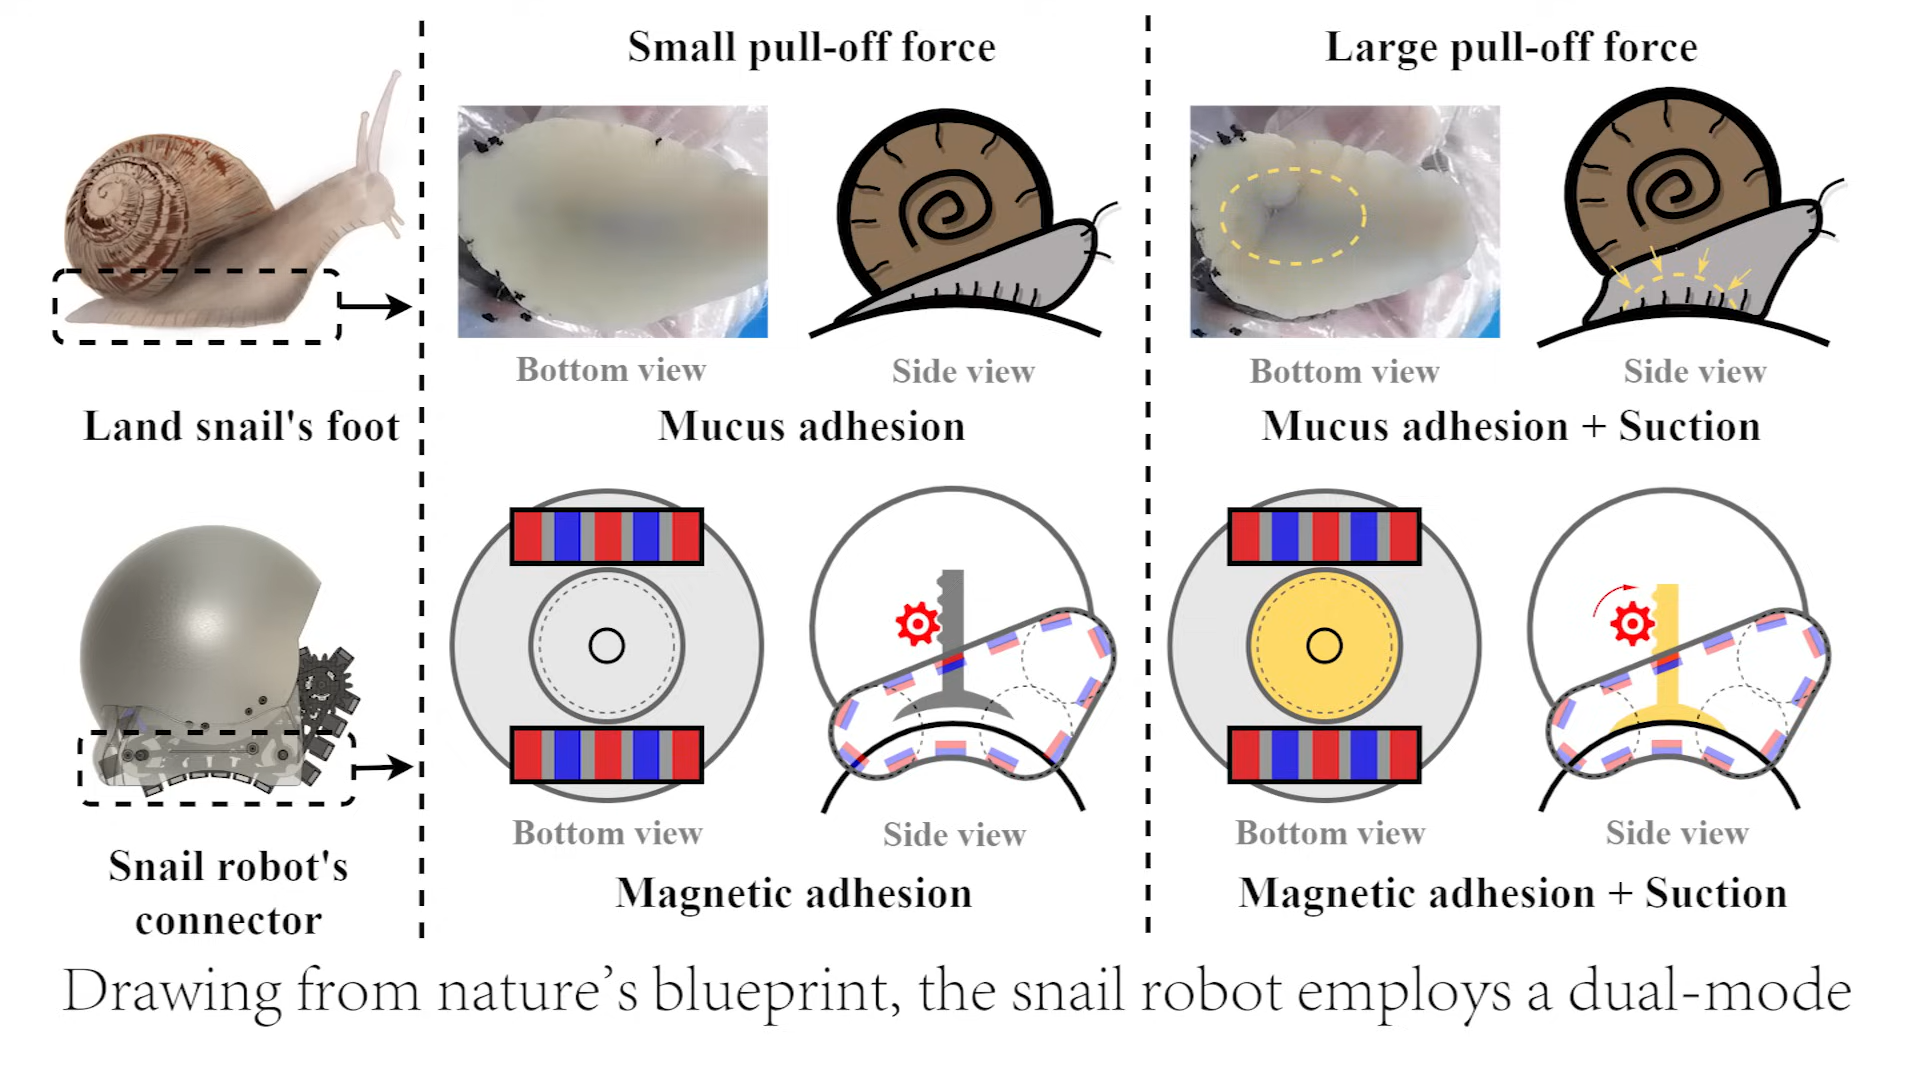 Small pull-off force
Large pull-off force
Bottom view
Side view
Bottom view
Side view
Land snail's foot
Mucus adhesion
Mucus adhesion + Suction
Bottom view
Side view
Bottom view
Side view
Snail robot's
connector
Magnetic adhesion
Magnetic adhesion + Suction
Drawing from nature’s blueprint, the snail robot employs a dual-mode